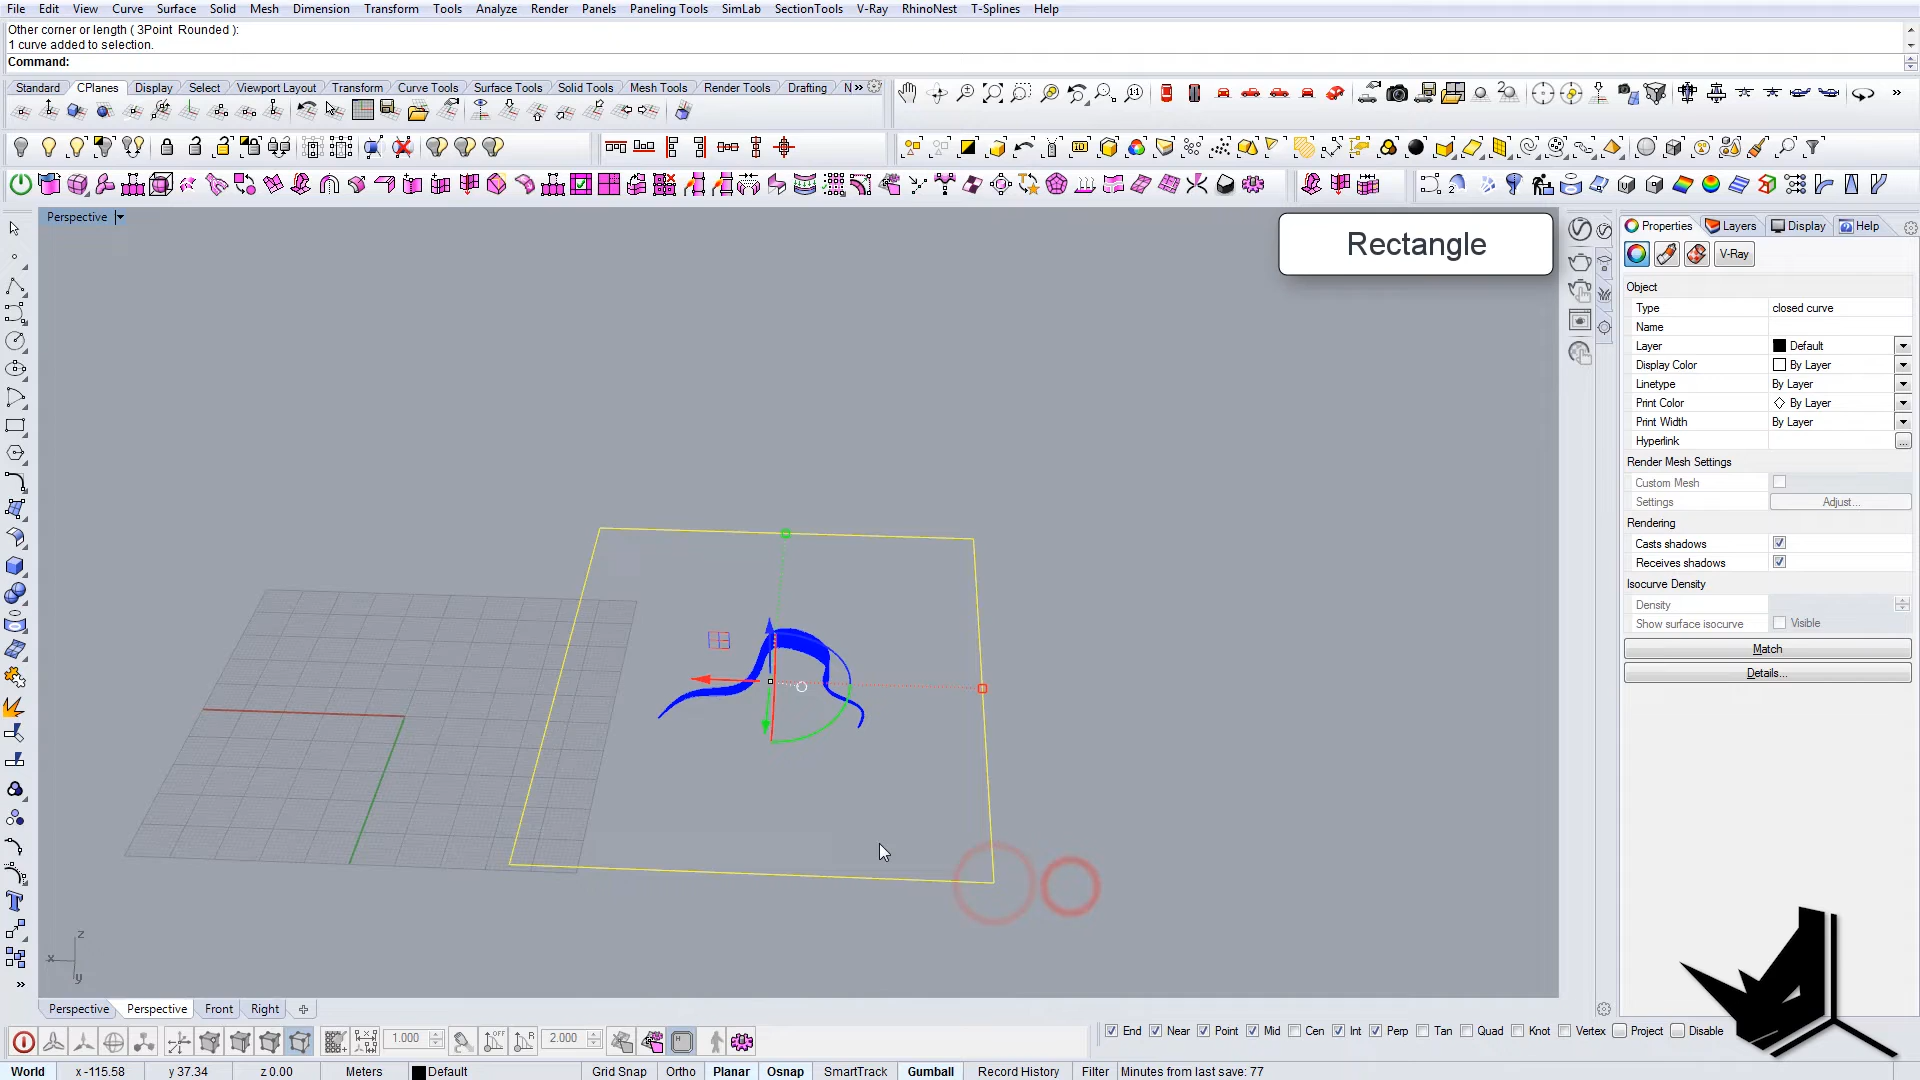 File Edit View Curve Surface Solid Mesh Dimension Transform Tools Analyze Render Panels Paneling Tools SimLab SectionTools V-Ray RhinoNest T-Splines Help
Other corner or length ( 3Point Rounded ):
1 curve added to selection.
Command:
Standard CPlanes Display Select Viewport Layout Transform Curve Tools Surface Tools Solid Tools Mesh Tools Render Tools Drafting N »
Perspective
Rectangle
Properties Layers Display Help
V-Ray
Object
Type closed curve
Name
Layer Default
Display Color By Layer
Linetype By Layer
Print Color By Layer
Print Width By Layer
Hyperlink ...
Render Mesh Settings
Custom Mesh
Settings Adjust...
Rendering
Casts shadows
Receives shadows
Isocurve Density
Density
Show surface isocurve Visible
Match
Details...
z
x
y
Perspective Perspective Front Right
1.000 2.000 End Near Point Mid Cen Int Perp Tan Quad Knot Vertex Project Disable
World x -115.58 y 37.34 z 0.00 Meters Default Grid Snap Ortho Planar Osnap SmartTrack Gumball Record History Filter Minutes from last save: 77